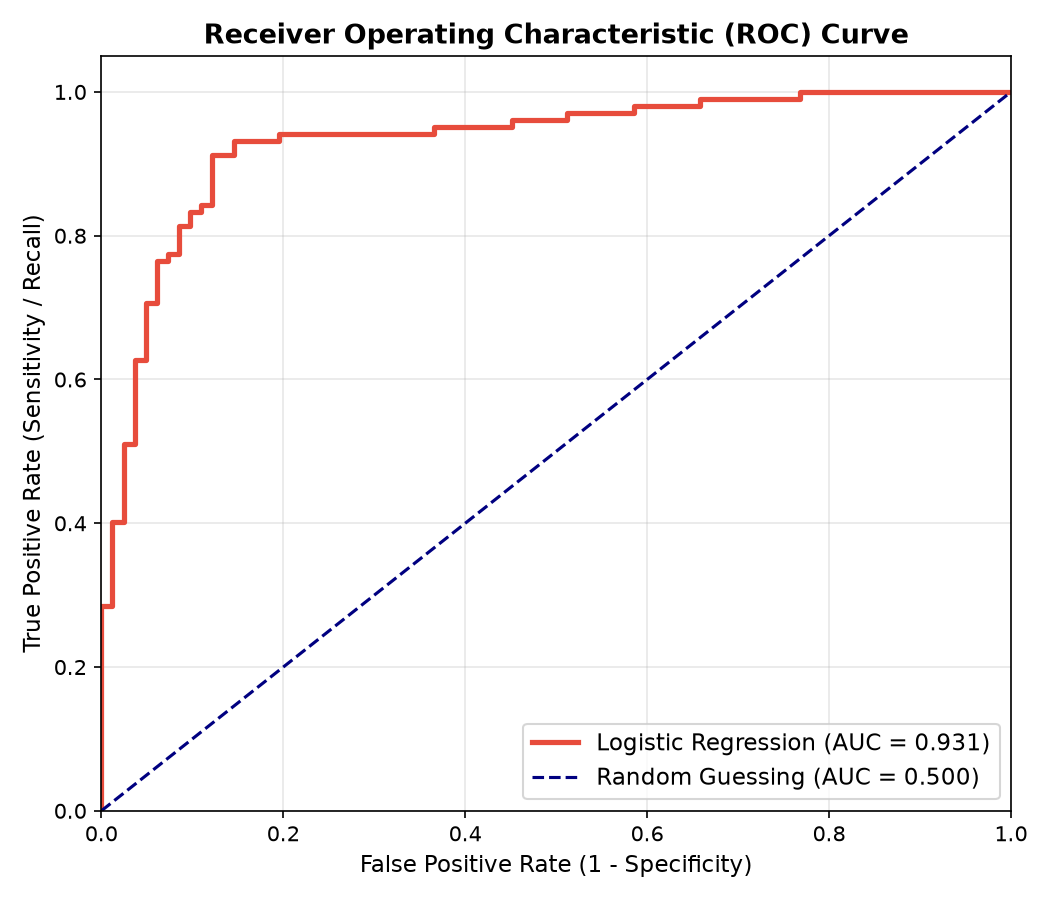 Receiver Operating Characteristic (ROC) Curve
True Positive Rate (Sensitivity / Recall)
1.0
0.8
0.6
0.4
0.2
0.0
Logistic Regression (AUC = 0.931)
Random Guessing (AUC = 0.500)
0.0 0.2 0.4 0.6 0.8 1.0
False Positive Rate (1 - Specificity)